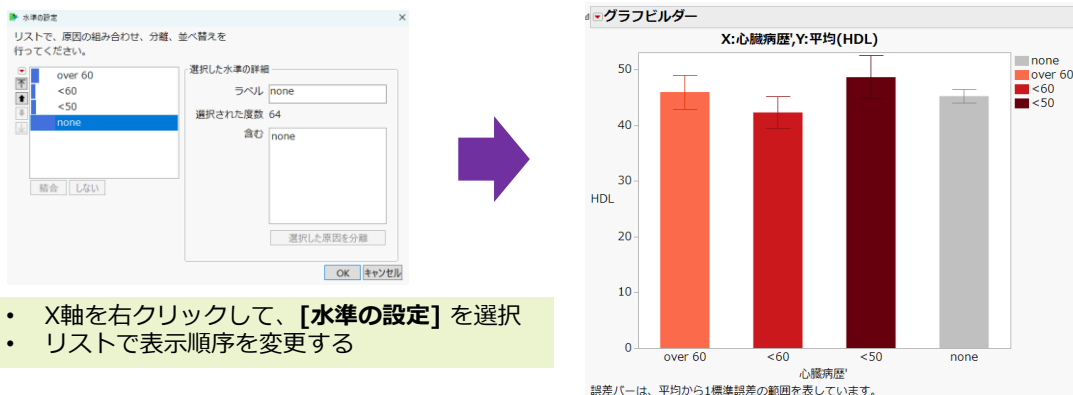 水準の設定
リストで、原因の組み合わせ、分離、並べ替えを
行ってください。
over 60
<60
<50
none
結合 しない
選択した水準の詳細
ラベル none
選択された度数 64
含む none
選択した原因を分離
OK キャンセル
• X軸を右クリックして、[水準の設定] を選択
• リストで表示順序を変更する
グラフビルダー
X:心臓病歴',Y:平均(HDL)
none
over 60
<60
<50
HDL
50
40
30
20
10
0
over 60 <60 <50 none
心臓病歴'
誤差バーは、平均から1標準誤差の範囲を表しています。